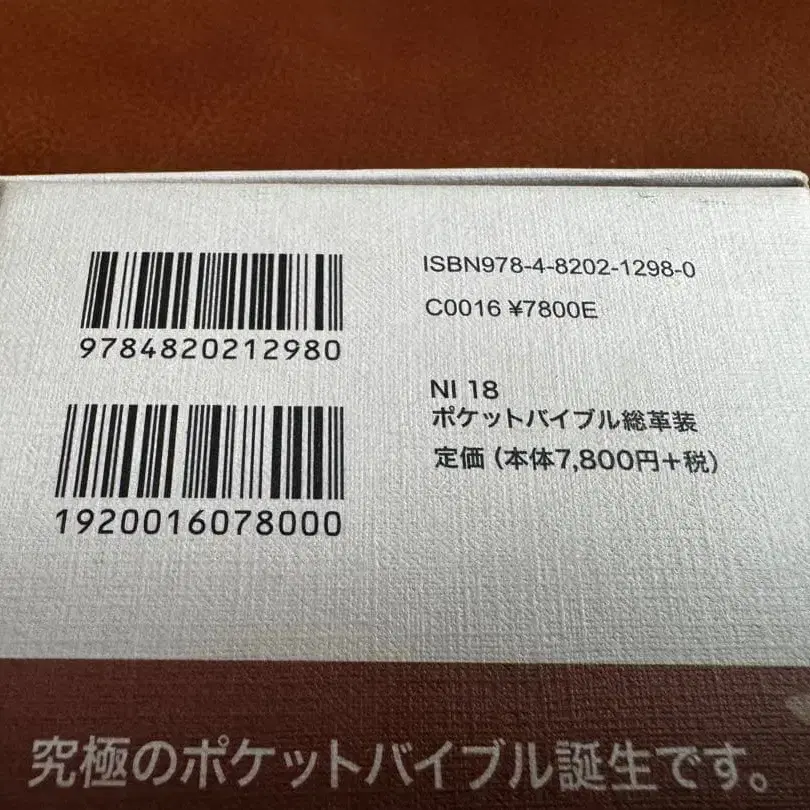 ISBN978-4-8202-1298-0
9784820212980
C0016 ¥7800E
NI 18
ポケットバイブル総革装
定価(本体7,800円+税)
1920016078000
究極のポケットバイブル誕生です。